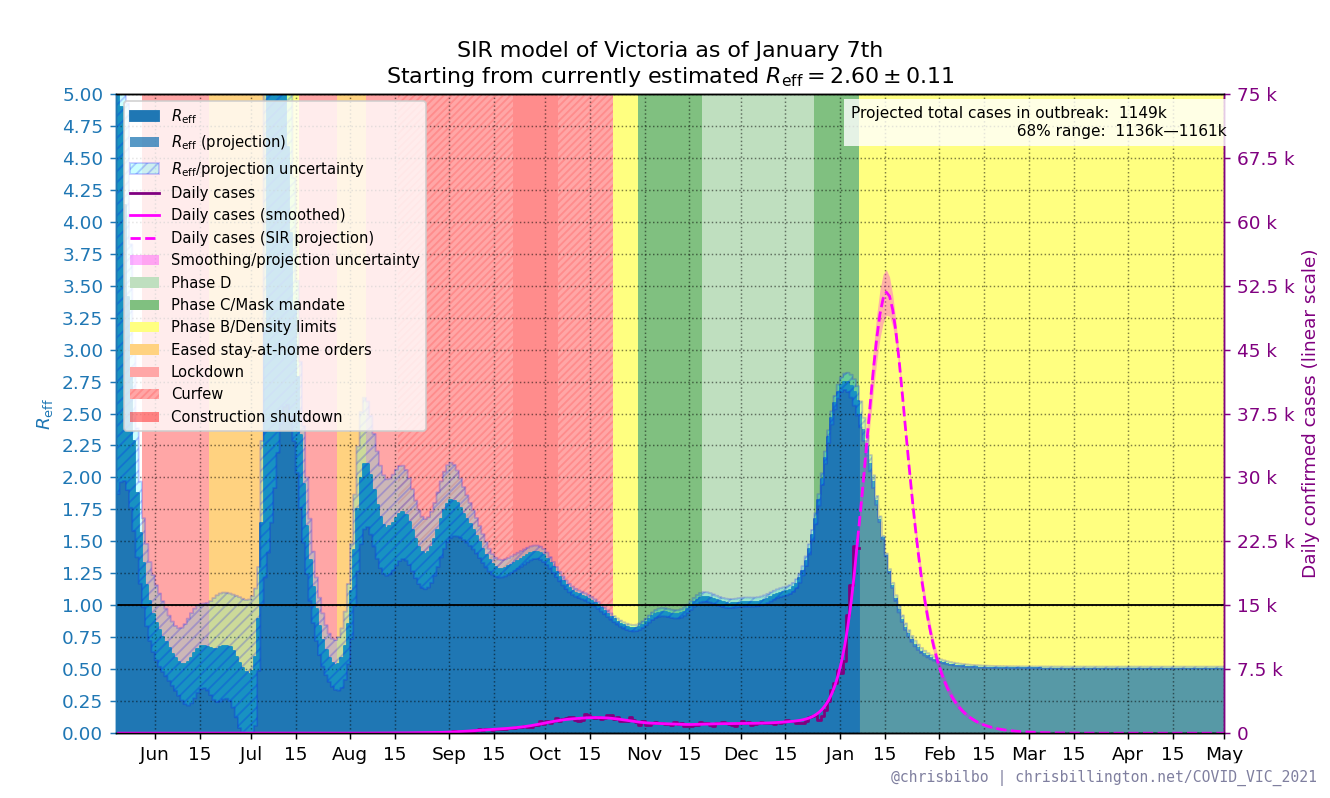 SIR model of Victoria as of January 7th
Starting from currently estimated Reff = 2.60 ± 0.11
Projected total cases in outbreak: 1149k
68% range: 1136k—1161k
Reff
Reff (projection)
Reff/projection uncertainty
Daily cases
Daily cases (smoothed)
Daily cases (SIR projection)
Smoothing/projection uncertainty
Phase D
Phase C/Mask mandate
Phase B/Density limits
Eased stay-at-home orders
Lockdown
Curfew
Construction shutdown
5.00
4.75
4.50
4.25
4.00
3.75
3.50
3.25
3.00
2.75
2.50
2.25
2.00
1.75
1.50
1.25
1.00
0.75
0.50
0.25
0.00
Reff
75 k
67.5 k
60 k
52.5 k
45 k
37.5 k
30 k
22.5 k
15 k
7.5 k
0
Daily confirmed cases (linear scale)
Jun 15 Jul 15 Aug 15 Sep 15 Oct 15 Nov 15 Dec 15 Jan 15 Feb 15 Mar 15 Apr 15 May
@chrisbilbo | chrisbillington.net/COVID_VIC_2021